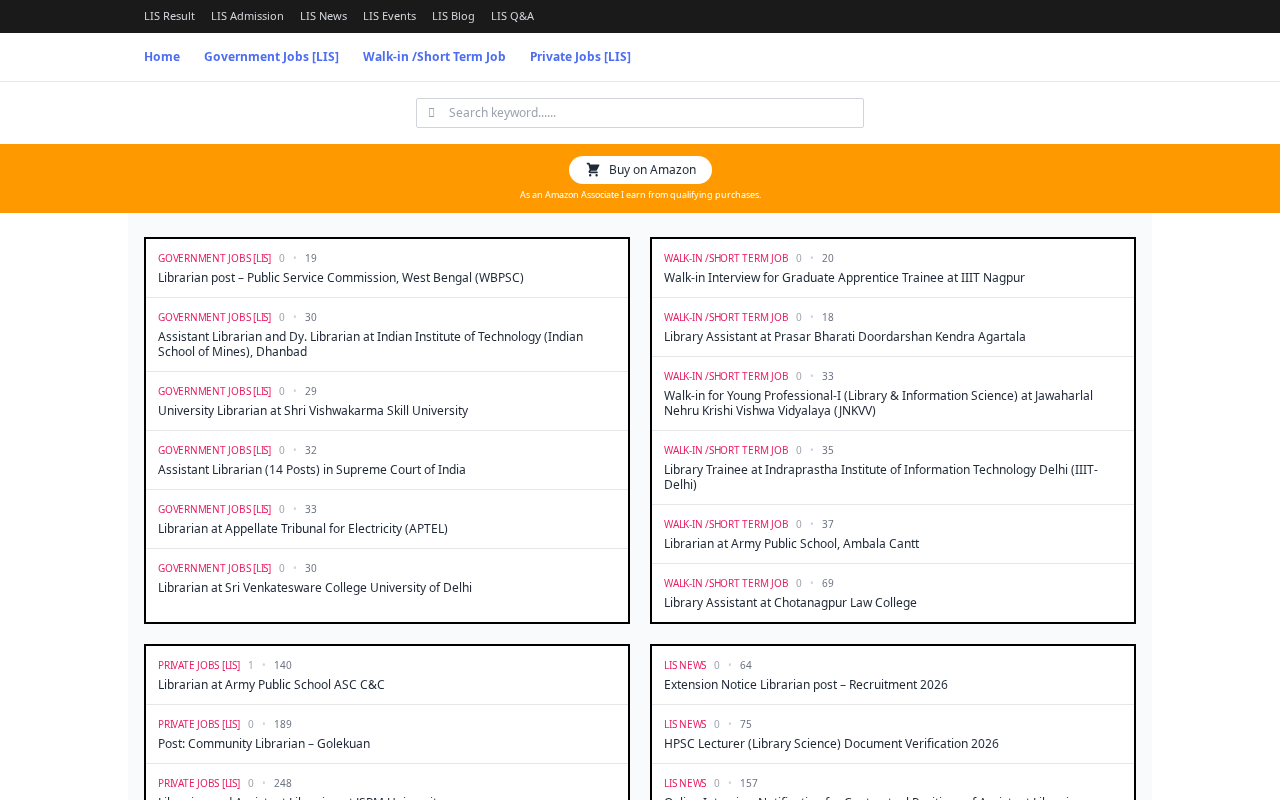 LIS Result LIS Admission LIS News LIS Events LIS Blog LIS Q&A
Home Government Jobs [LIS] Walk-in /Short Term Job Private Jobs [LIS]
Search keyword......
Buy on Amazon
As an Amazon Associate I earn from qualifying purchases.
GOVERNMENT JOBS [LIS] 0 • 19
Librarian post – Public Service Commission, West Bengal (WBPSC)
GOVERNMENT JOBS [LIS] 0 • 30
Assistant Librarian and Dy. Librarian at Indian Institute of Technology (Indian
School of Mines), Dhanbad
GOVERNMENT JOBS [LIS] 0 • 29
University Librarian at Shri Vishwakarma Skill University
GOVERNMENT JOBS [LIS] 0 • 32
Assistant Librarian (14 Posts) in Supreme Court of India
GOVERNMENT JOBS [LIS] 0 • 33
Librarian at Appellate Tribunal for Electricity (APTEL)
GOVERNMENT JOBS [LIS] 0 • 30
Librarian at Sri Venkatesware College University of Delhi
WALK-IN /SHORT TERM JOB 0 • 20
Walk-in Interview for Graduate Apprentice Trainee at IIIT Nagpur
WALK-IN /SHORT TERM JOB 0 • 18
Library Assistant at Prasar Bharati Doordarshan Kendra Agartala
WALK-IN /SHORT TERM JOB 0 • 33
Walk-in for Young Professional-I (Library & Information Science) at Jawaharlal
Nehru Krishi Vishwa Vidyalaya (JNKVV)
WALK-IN /SHORT TERM JOB 0 • 35
Library Trainee at Indraprastha Institute of Information Technology Delhi (IIIT-
Delhi)
WALK-IN /SHORT TERM JOB 0 • 37
Librarian at Army Public School, Ambala Cantt
WALK-IN /SHORT TERM JOB 0 • 69
Library Assistant at Chotanagpur Law College
PRIVATE JOBS [LIS] 1 • 140
Librarian at Army Public School ASC C&C
PRIVATE JOBS [LIS] 0 • 189
Post: Community Librarian – Golekuan
PRIVATE JOBS [LIS] 0 • 248
LIS NEWS 0 • 64
Extension Notice Librarian post – Recruitment 2026
LIS NEWS 0 • 75
HPSC Lecturer (Library Science) Document Verification 2026
LIS NEWS 0 • 157